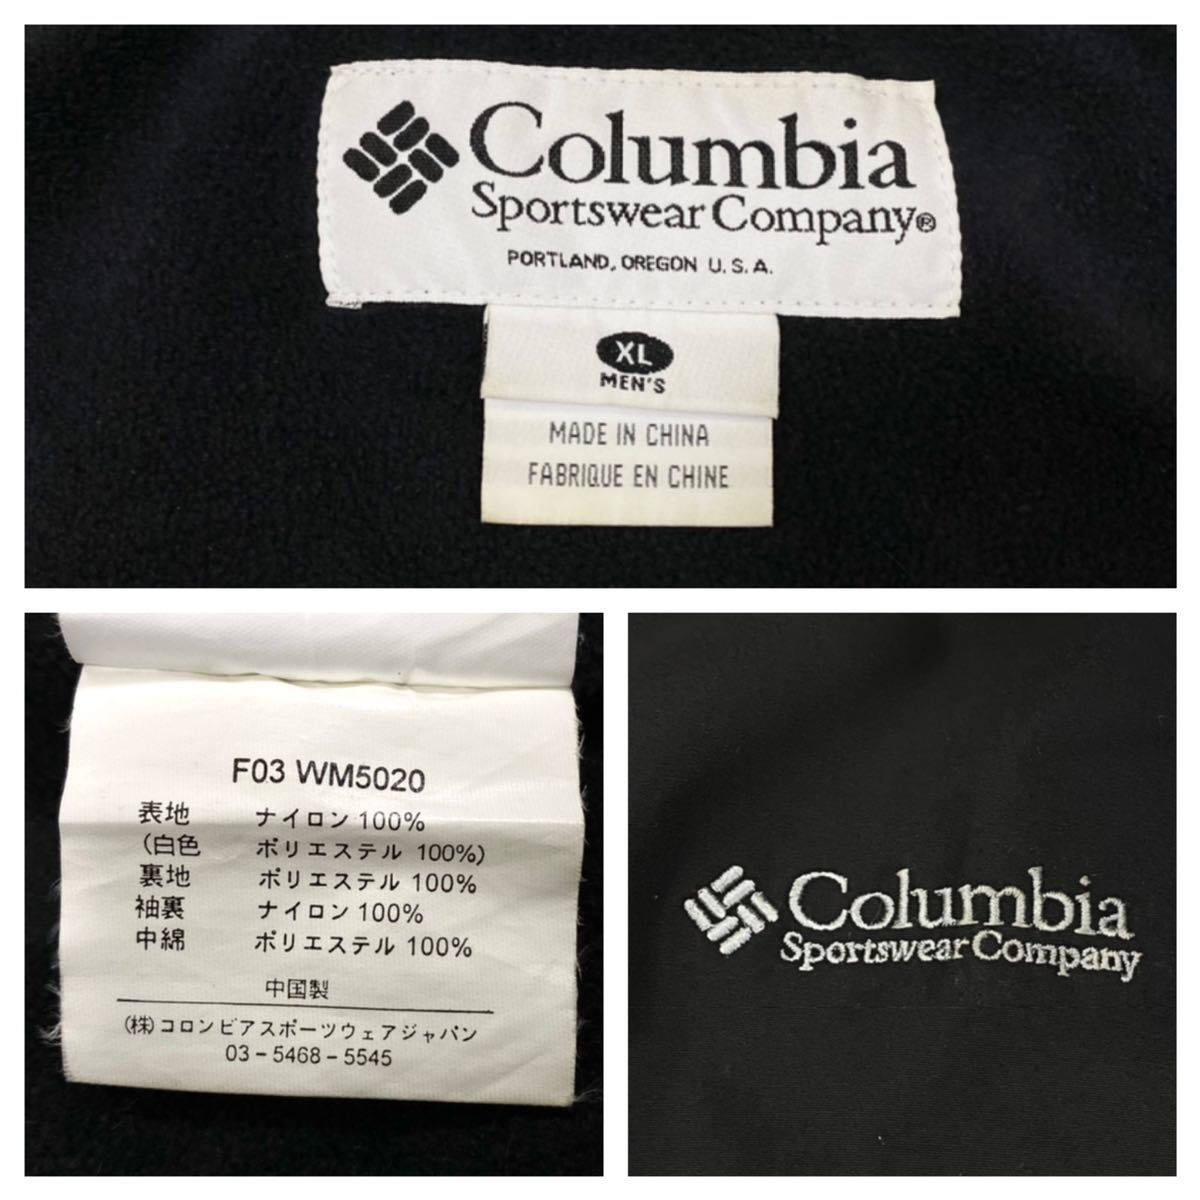 Columbia
Sportswear Company®
PORTLAND, OREGON U.S.A.
XL
MEN'S
MADE IN CHINA
FABRIQUE EN CHINE
F03 WM5020
表地 ナイロン 100%
(白色 ポリエステル 100%)
裏地 ポリエステル 100%
袖裏 ナイロン 100%
中綿 ポリエステル 100%
中国製
(株)コロンビアスポーツウェアジャパン
03-5468-5545
Columbia
Sportswear Company